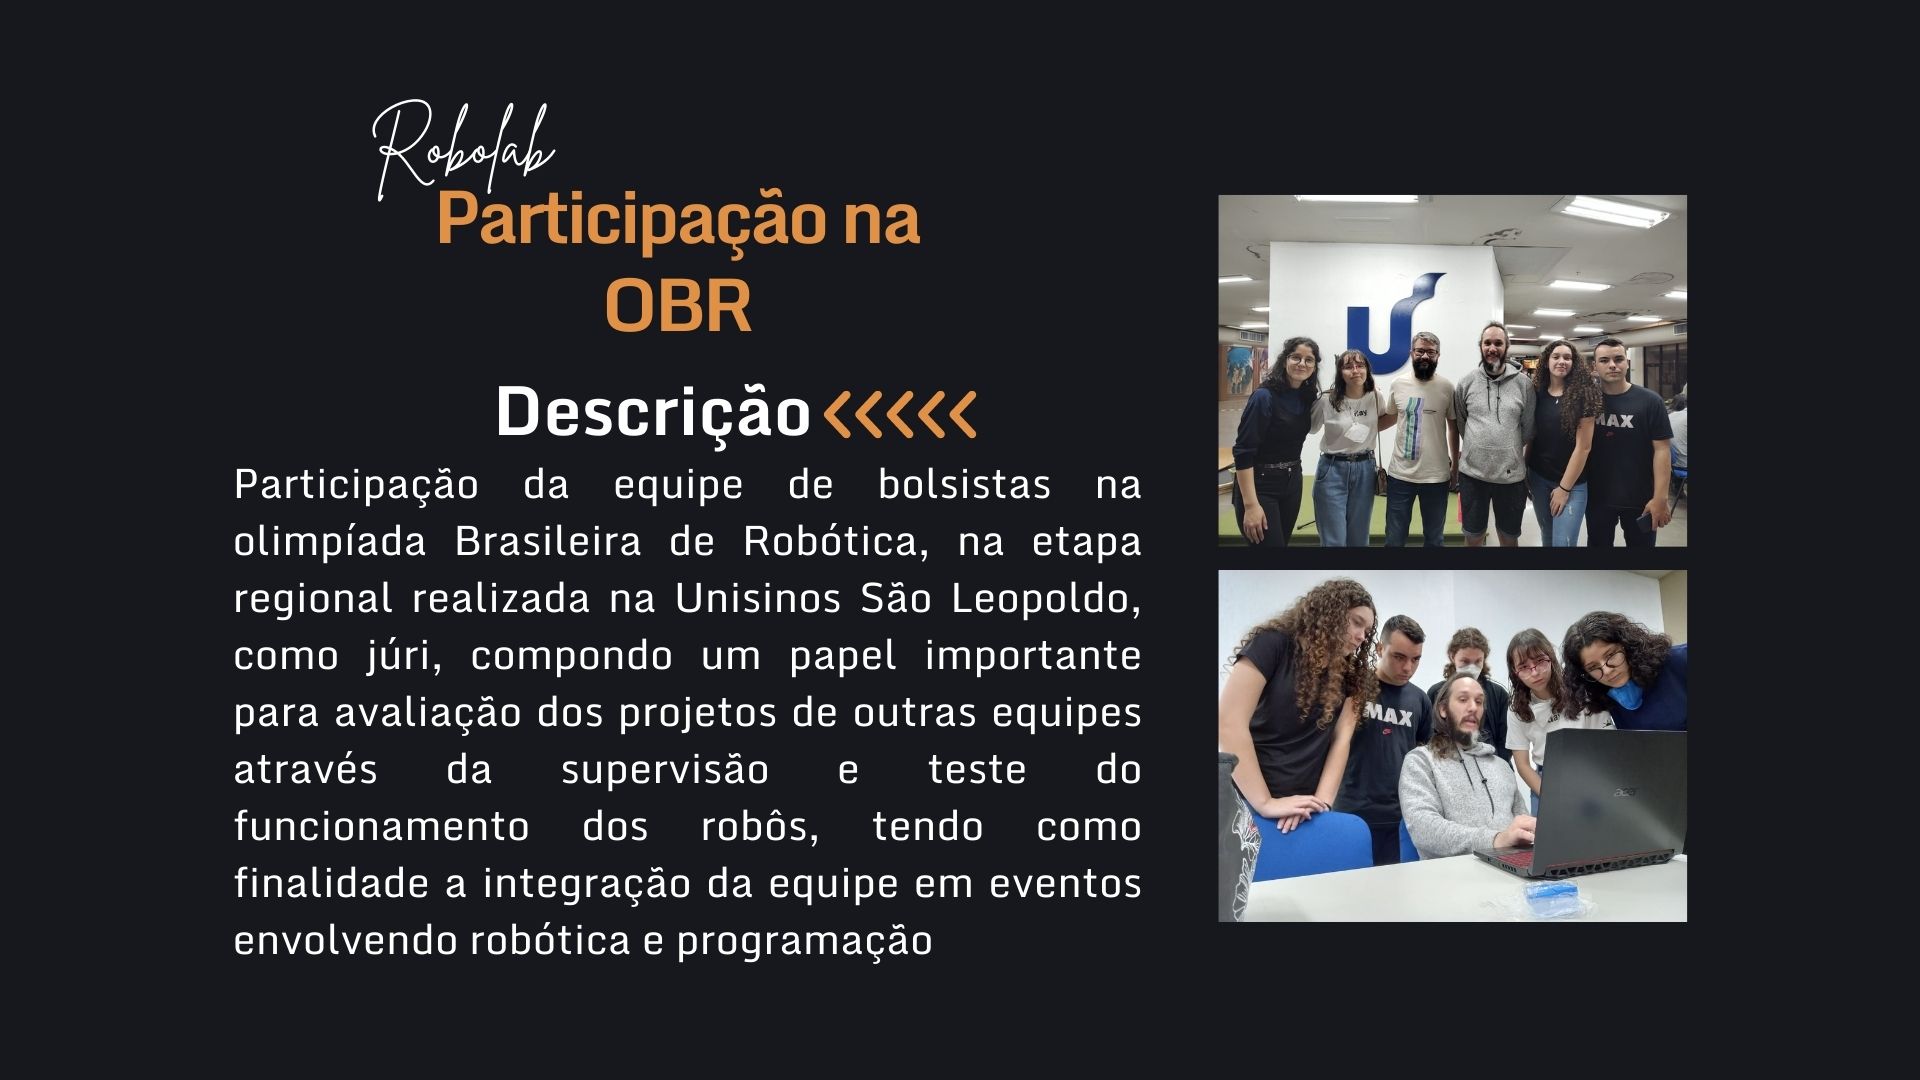 Robolab
Participação na
OBR
Descrição
Participação da equipe de bolsistas na
olimpíada Brasileira de Robótica, na etapa
regional realizada na Unisinos São Leopoldo,
como júri, compondo um papel importante
para avaliação dos projetos de outras equipes
através da supervisão e teste do
funcionamento dos robôs, tendo como
finalidade a integração da equipe em eventos
envolvendo robótica e programação
U
MAX
MAX
acer